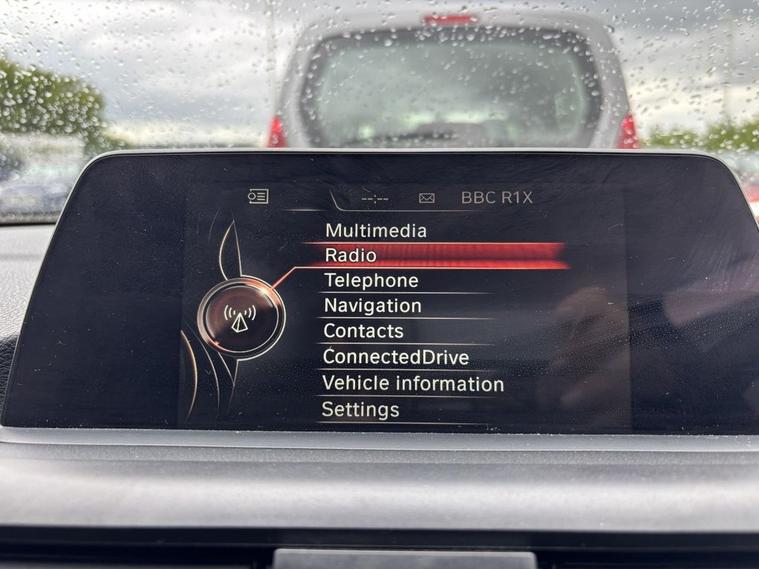 --:-- BBC R1X
Multimedia
Radio
Telephone
Navigation
Contacts
ConnectedDrive
Vehicle information
Settings